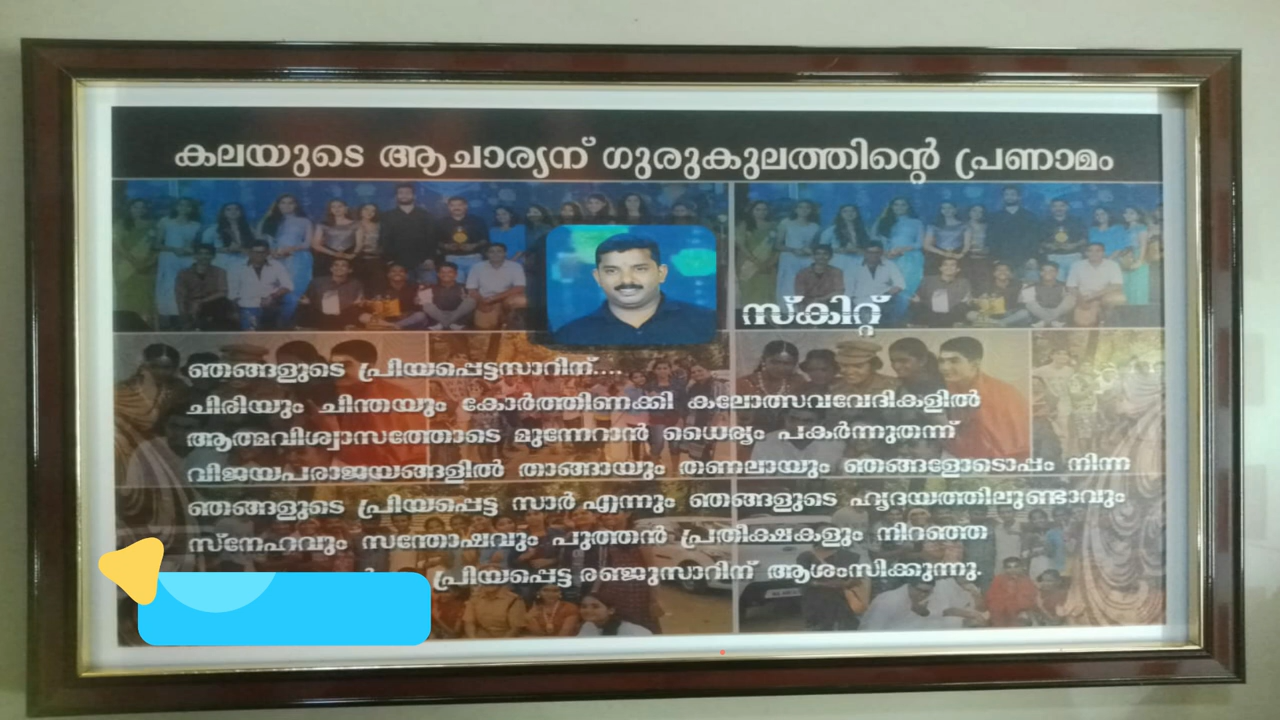 കലയുടെ ആചാര്യന് ഗുരുകുലത്തിന്റെ പ്രണാമം
സ്കിറ്റ്
ഞങ്ങളുടെ പ്രിയപ്പെട്ടസാറിന്....
ചിരിയും ചിന്തയും കോർത്തിണക്കി കലോത്സവവേദികളിൽ
ആത്മവിശ്വാസത്തോടെ മുന്നേറാൻ ധൈര്യം പകർന്നുതന്ന്
വിജയപരാജയങ്ങളിൽ താങ്ങായും തണലായും ഞങ്ങളോടൊപ്പം നിന്ന
ഞങ്ങളുടെ പ്രിയപ്പെട്ട സാർ എന്നും ഞങ്ങളുടെ ഹൃദയത്തിലുണ്ടാവും
സ്നേഹവും സന്തോഷവും പുത്തൻ പ്രതീക്ഷകളും നിറഞ്ഞ
പ്രിയപ്പെട്ട രഞ്ജുസാറിന് ആശംസിക്കുന്നു.